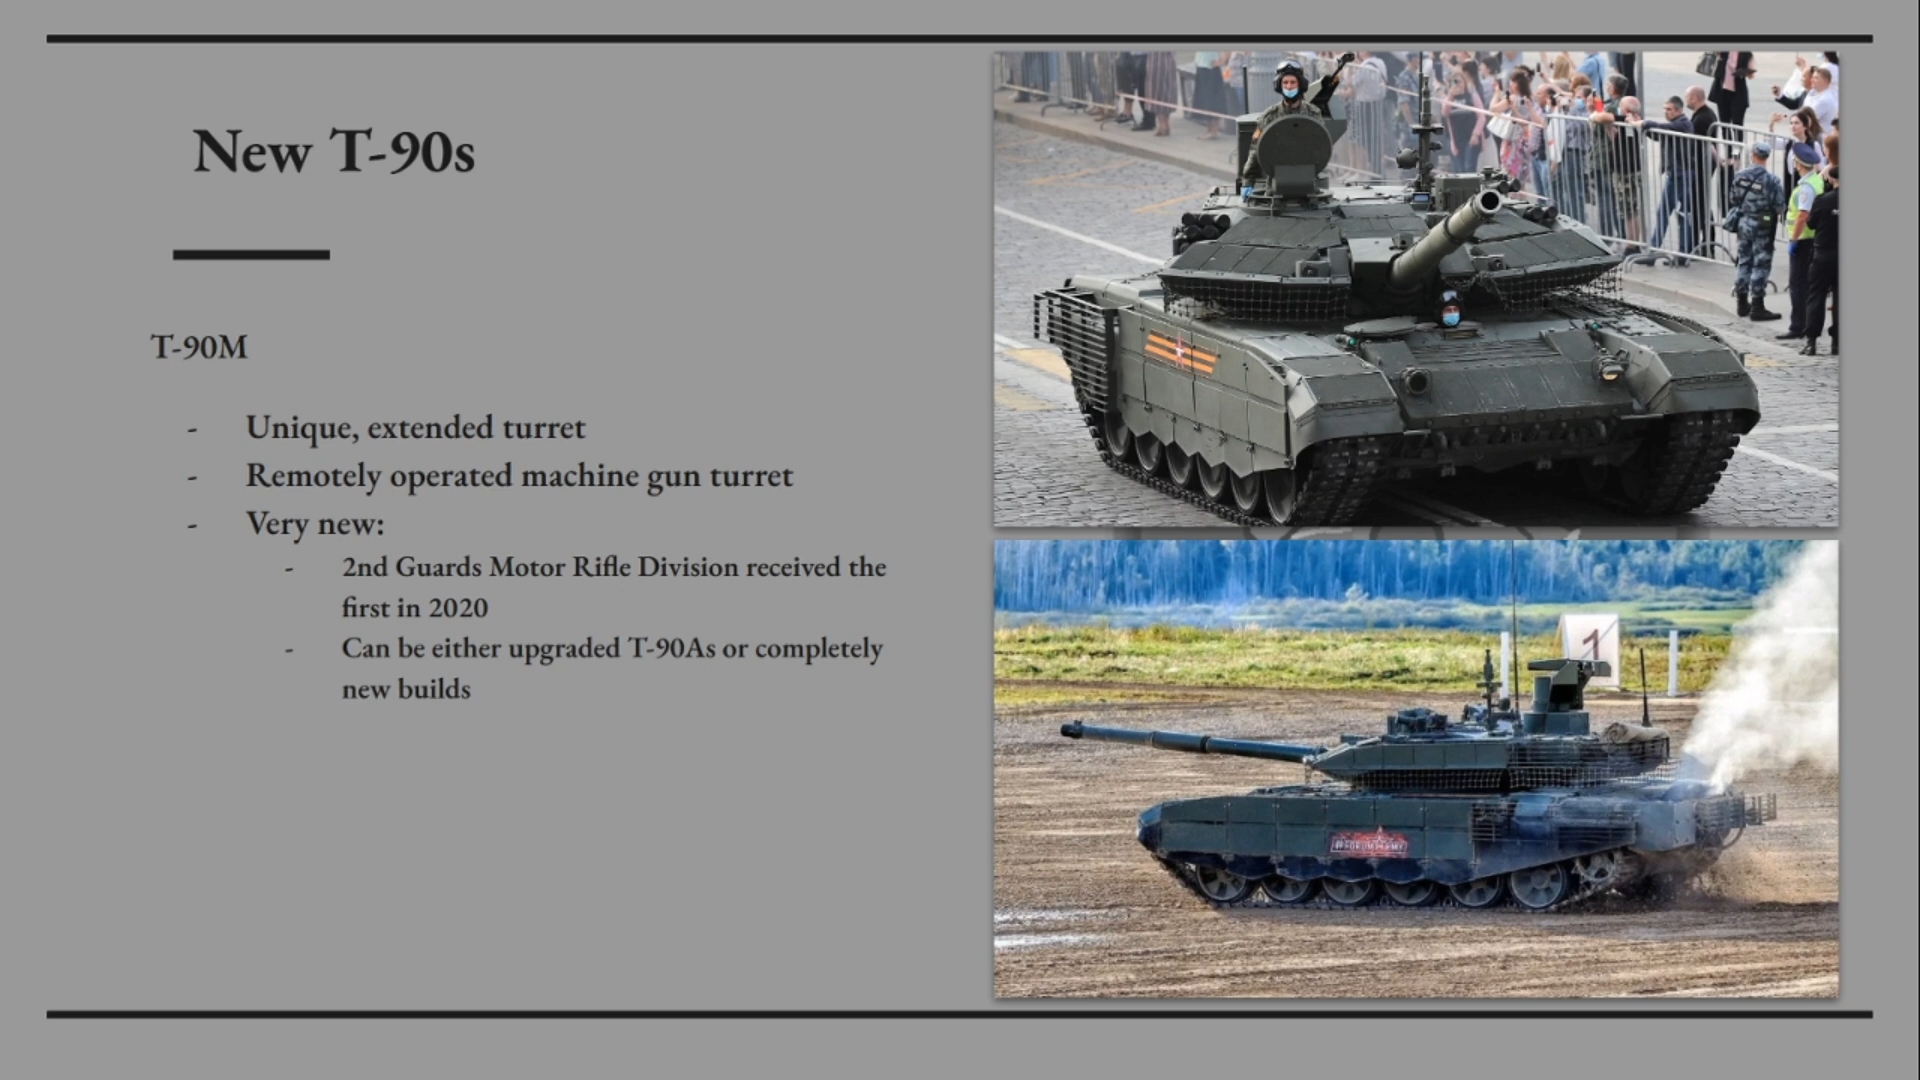 New T-90s
T-90M
- Unique, extended turret
- Remotely operated machine gun turret
- Very new:
- 2nd Guards Motor Rifle Division received the
first in 2020
- Can be either upgraded T-90As or completely
new builds
1